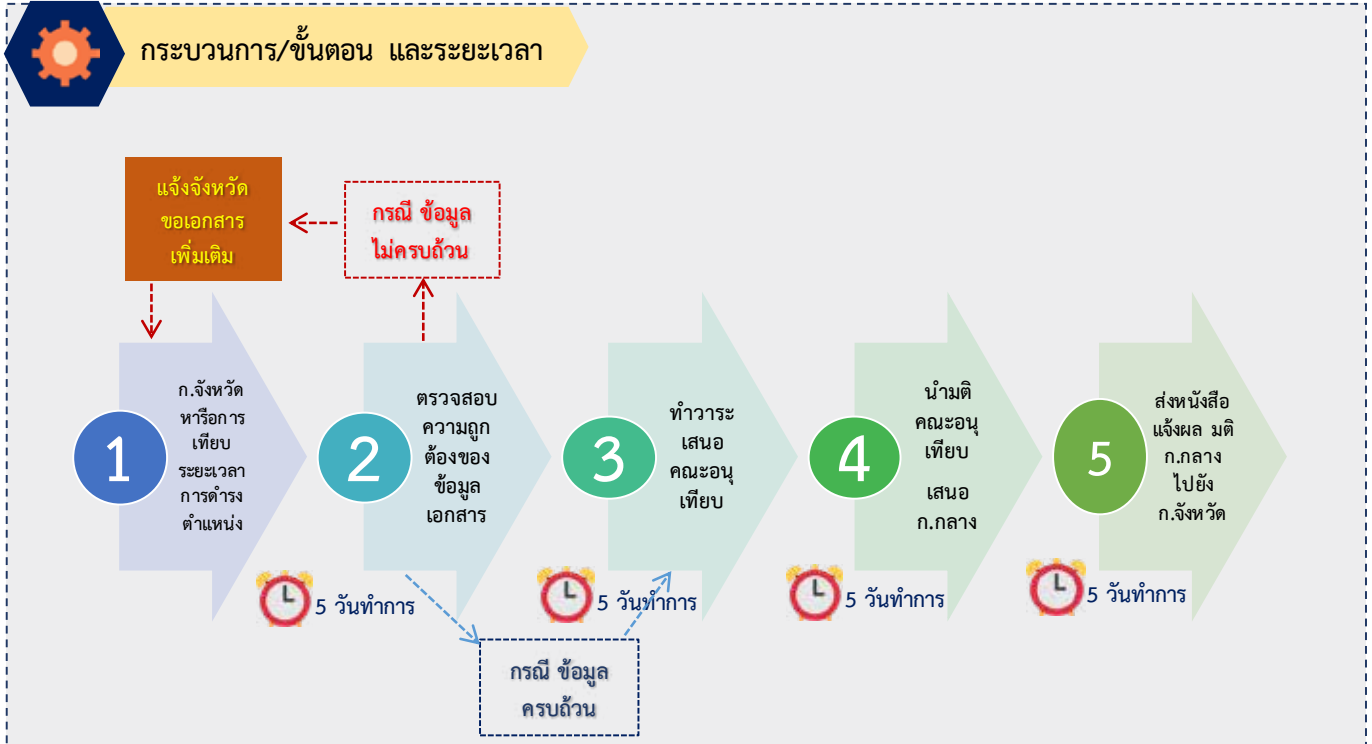 กระบวนการ/ขั้นตอน และระยะเวลา
แจ้งจังหวัด
ขอเอกสาร
เพิ่มเติม
กรณี ข้อมูล
ไม่ครบถ้วน
1
ก.จังหวัด
หารือการ
เทียบ
ระยะเวลา
การดำรง
ตำแหน่ง
2
ตรวจสอบ
ความถูก
ต้องของ
ข้อมูล
เอกสาร
3
ทำวาระ
เสนอ
คณะอนุ
เทียบ
4
นำมติ
คณะอนุ
เทียบ
เสนอ
ก.กลาง
5
ส่งหนังสือ
แจ้งผล มติ
ก.กลาง
ไปยัง
ก.จังหวัด
5 วันทำการ
5 วันทำการ
5 วันทำการ
5 วันทำการ
กรณี ข้อมูล
ครบถ้วน